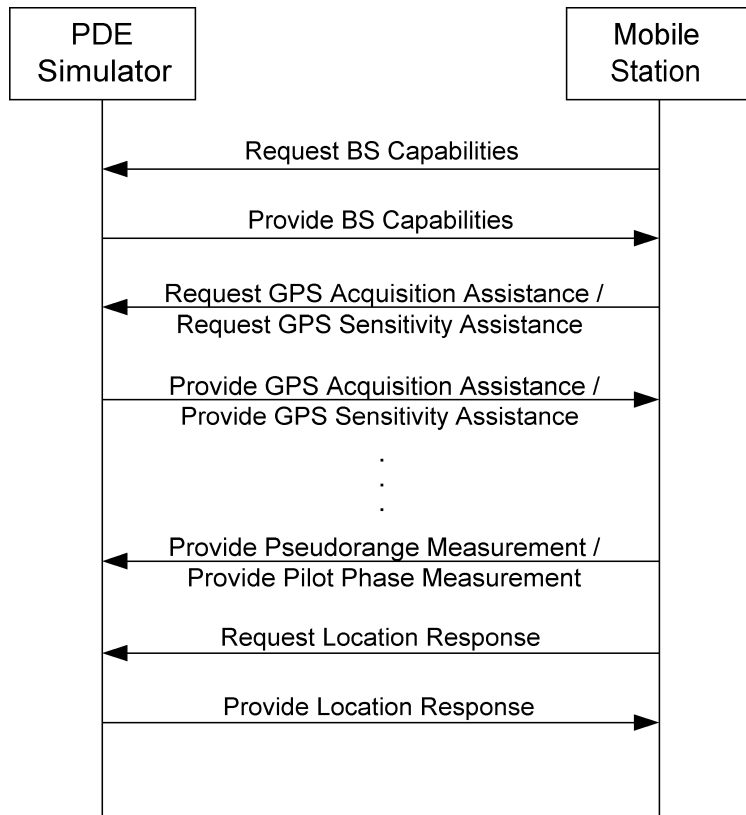 PDE
Simulator
Mobile
Station
Request BS Capabilities
Provide BS Capabilities
Request GPS Acquisition Assistance /
Request GPS Sensitivity Assistance
Provide GPS Acquisition Assistance /
Provide GPS Sensitivity Assistance
.
.
.
Provide Pseudorange Measurement /
Provide Pilot Phase Measurement
Request Location Response
Provide Location Response